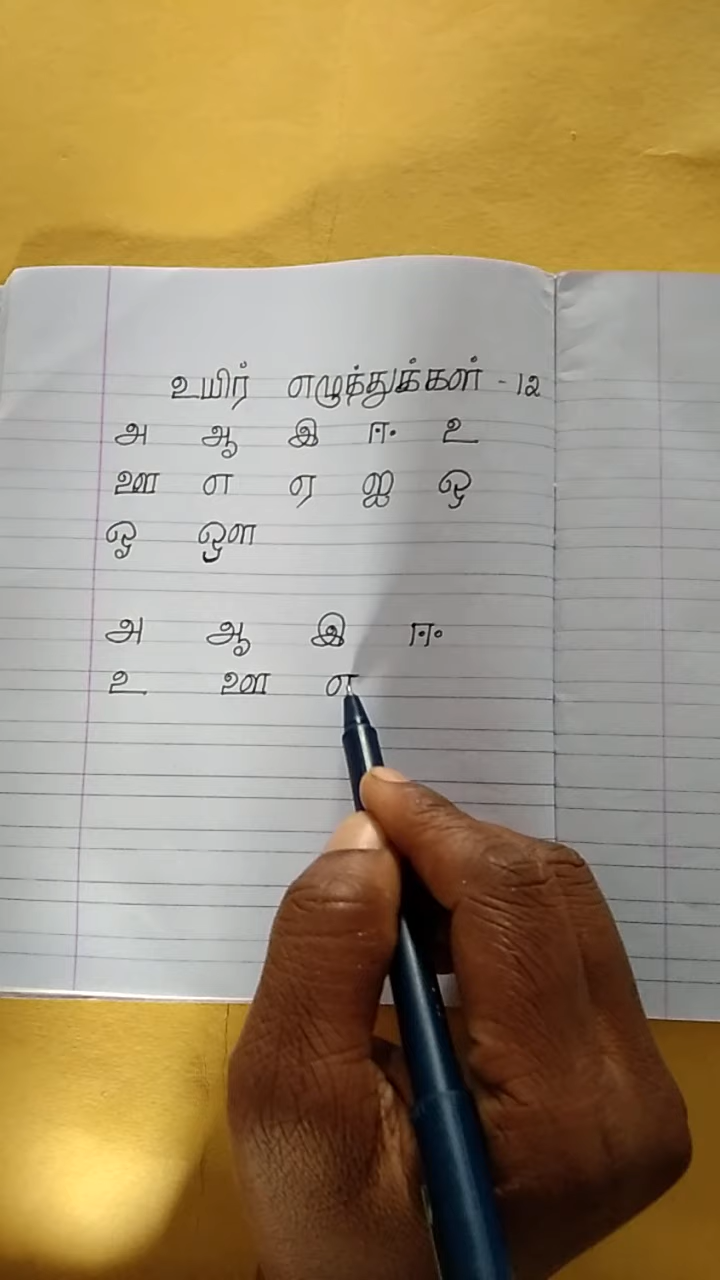 உயிர் எழுத்துக்கள் - 12
அ ஆ இ ஈ உ
ஊ எ ஏ ஐ ஒ
ஓ ஔ
அ ஆ இ ஈ
உ ஊ எ